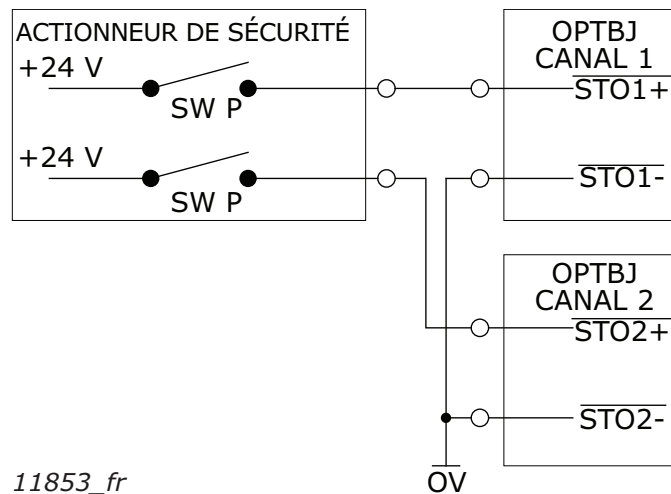 ACTIONNEUR DE SÉCURITÉ
+24 V
SW P
+24 V
SW P
OPTBJ
CANAL 1
STO1+
STO1-
OPTBJ
CANAL 2
STO2+
STO2-
OV
11853_fr